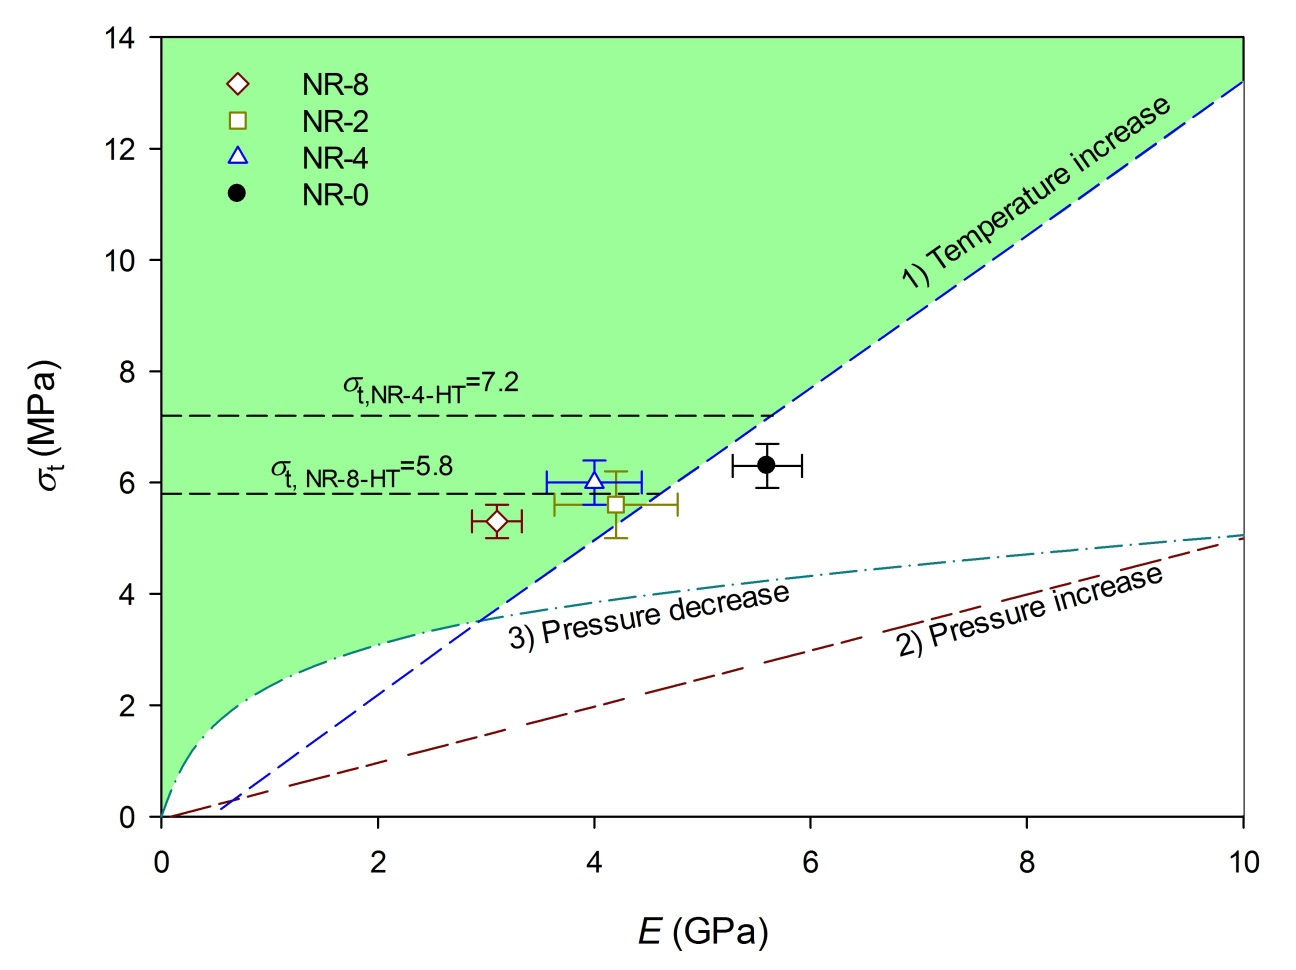 14
12
10
8
6
4
2
0
σt (MPa)
NR-8
NR-2
NR-4
NR-0
1) Temperature increase
σt,NR-4-HT=7.2
σt, NR-8-HT=5.8
3) Pressure decrease
2) Pressure increase
0 2 4 6 8 10
E (GPa)